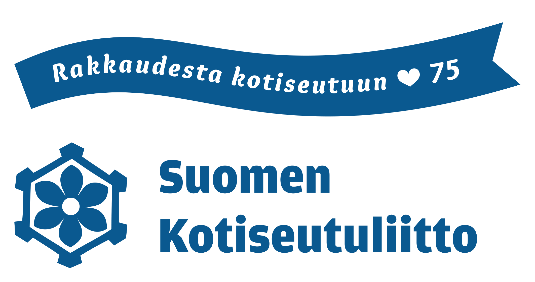 Rakkaudesta kotiseutuun ♥ 75
Suomen
Kotiseutuliitto